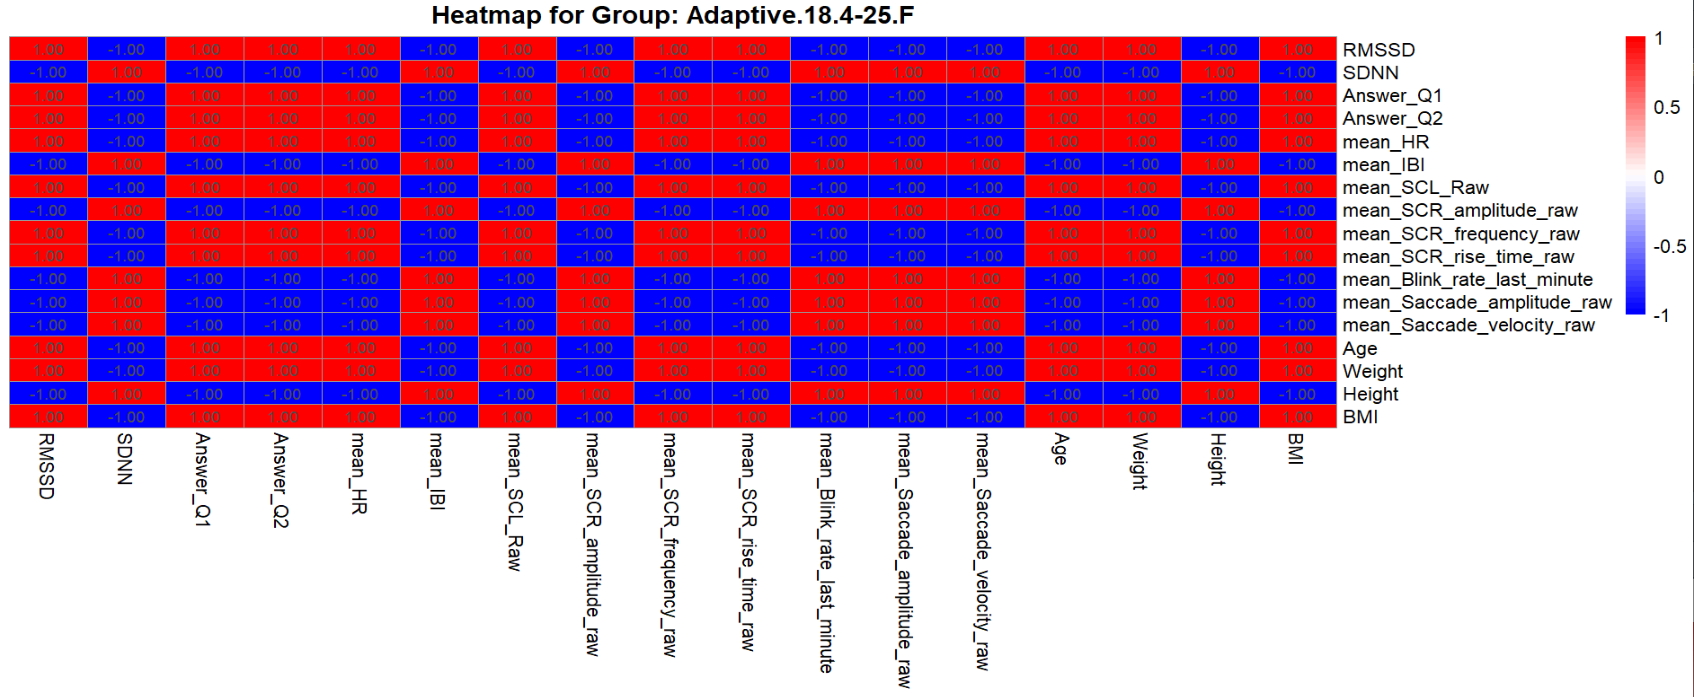 Heatmap for Group: Adaptive.18.4-25.F
1.00 -1.00 1.00 1.00 1.00 -1.00 1.00 -1.00 1.00 1.00 -1.00 -1.00 -1.00 1.00 1.00 -1.00 1.00 RMSSD
-1.00 1.00 -1.00 -1.00 -1.00 1.00 -1.00 1.00 -1.00 -1.00 1.00 1.00 1.00 -1.00 -1.00 1.00 -1.00 SDNN
1.00 -1.00 1.00 1.00 1.00 -1.00 1.00 -1.00 1.00 1.00 -1.00 -1.00 -1.00 1.00 1.00 -1.00 1.00 Answer_Q1
1.00 -1.00 1.00 1.00 1.00 -1.00 1.00 -1.00 1.00 1.00 -1.00 -1.00 -1.00 1.00 1.00 -1.00 1.00 Answer_Q2
1.00 -1.00 1.00 1.00 1.00 -1.00 1.00 -1.00 1.00 1.00 -1.00 -1.00 -1.00 1.00 1.00 -1.00 1.00 mean_HR
-1.00 1.00 -1.00 -1.00 -1.00 1.00 -1.00 1.00 -1.00 -1.00 1.00 1.00 1.00 -1.00 -1.00 1.00 -1.00 mean_IBI
1.00 -1.00 1.00 1.00 1.00 -1.00 1.00 -1.00 1.00 1.00 -1.00 -1.00 -1.00 1.00 1.00 -1.00 1.00 mean_SCL_Raw
-1.00 1.00 -1.00 -1.00 -1.00 1.00 -1.00 1.00 -1.00 -1.00 1.00 1.00 1.00 -1.00 -1.00 1.00 -1.00 mean_SCR_amplitude_raw
1.00 -1.00 1.00 1.00 1.00 -1.00 1.00 -1.00 1.00 1.00 -1.00 -1.00 -1.00 1.00 1.00 -1.00 1.00 mean_SCR_frequency_raw
1.00 -1.00 1.00 1.00 1.00 -1.00 1.00 -1.00 1.00 1.00 -1.00 -1.00 -1.00 1.00 1.00 -1.00 1.00 mean_SCR_rise_time_raw
-1.00 1.00 -1.00 -1.00 -1.00 1.00 -1.00 1.00 -1.00 -1.00 1.00 1.00 1.00 -1.00 -1.00 1.00 -1.00 mean_Blink_rate_last_minute
-1.00 1.00 -1.00 -1.00 -1.00 1.00 -1.00 1.00 -1.00 -1.00 1.00 1.00 1.00 -1.00 -1.00 1.00 -1.00 mean_Saccade_amplitude_raw
-1.00 1.00 -1.00 -1.00 -1.00 1.00 -1.00 1.00 -1.00 -1.00 1.00 1.00 1.00 -1.00 -1.00 1.00 -1.00 mean_Saccade_velocity_raw
1.00 -1.00 1.00 1.00 1.00 -1.00 1.00 -1.00 1.00 1.00 -1.00 -1.00 -1.00 1.00 1.00 -1.00 1.00 Age
1.00 -1.00 1.00 1.00 1.00 -1.00 1.00 -1.00 1.00 1.00 -1.00 -1.00 -1.00 1.00 1.00 -1.00 1.00 Weight
-1.00 1.00 -1.00 -1.00 -1.00 1.00 -1.00 1.00 -1.00 -1.00 1.00 1.00 1.00 -1.00 -1.00 1.00 -1.00 Height
1.00 -1.00 1.00 1.00 1.00 -1.00 1.00 -1.00 1.00 1.00 -1.00 -1.00 -1.00 1.00 1.00 -1.00 1.00 BMI
RMSSD
SDNN
Answer_Q1
Answer_Q2
mean_HR
mean_IBI
mean_SCL_Raw
mean_SCR_amplitude_raw
mean_SCR_frequency_raw
mean_SCR_rise_time_raw
mean_Blink_rate_last_minute
mean_Saccade_amplitude_raw
mean_Saccade_velocity_raw
Age
Weight
Height
BMI
1
0.5
0
-0.5
-1